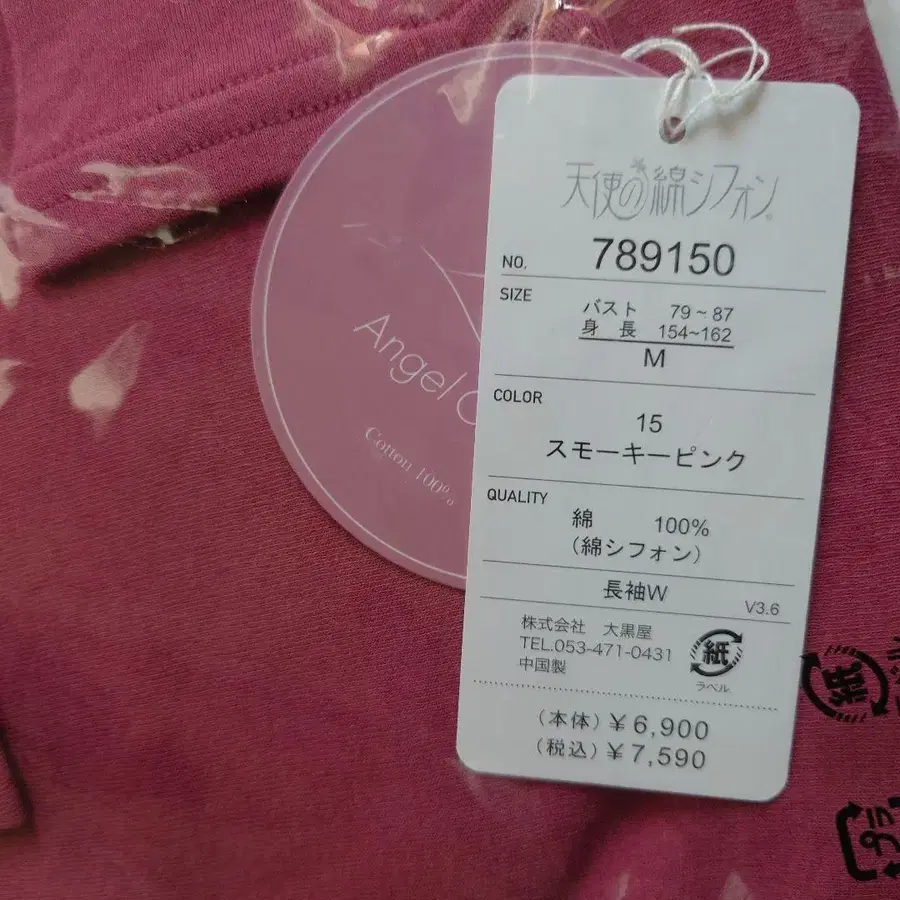 天使の綿シフォン®
NO. 789150
SIZE
バスト 79~87
身長 154~162
M
COLOR
15
スモーキーピンク
QUALITY
綿 100%
(綿シフォン)
長袖W
V3.6
株式会社 大黒屋
TEL.053-471-0431
中国製
紙
ラベル
(本体)¥6,900
(税込)¥7,590
Angel
Cotton 100%
紙
プラ